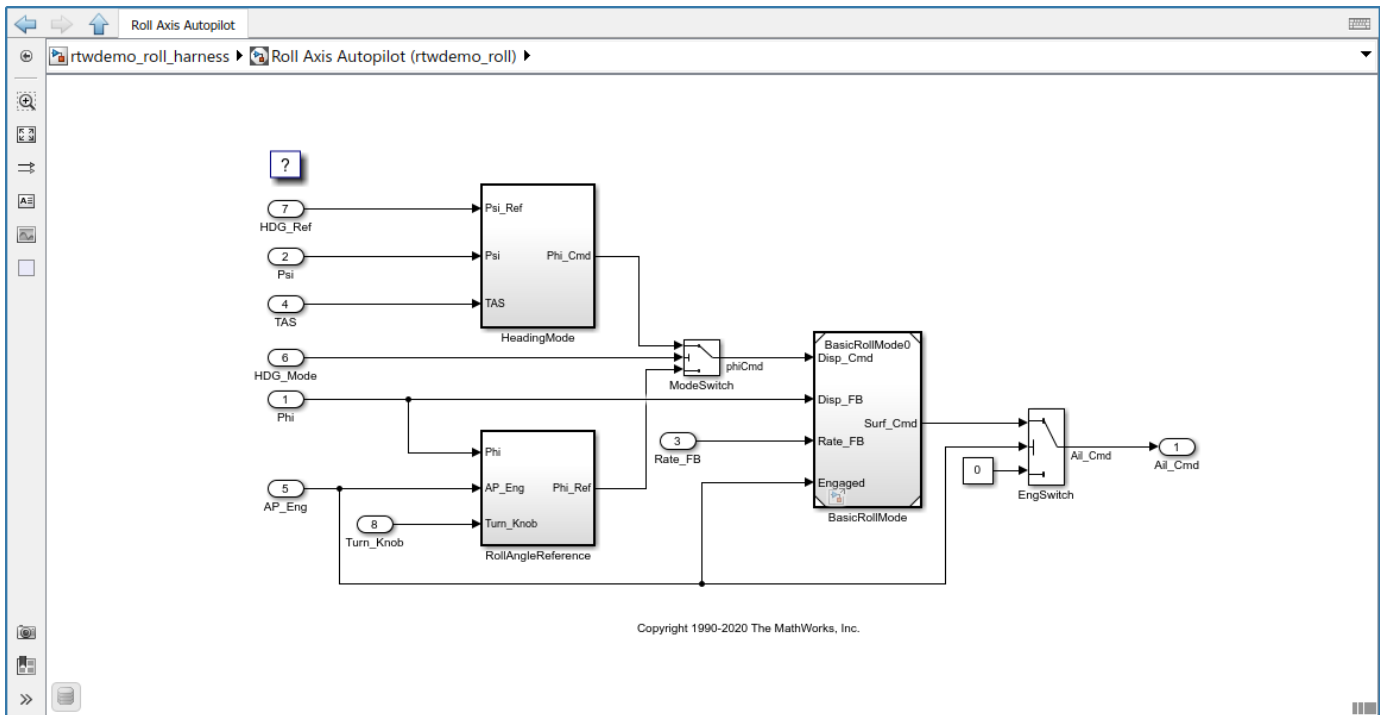 Roll Axis Autopilot
rtwdemo_roll_harness Roll Axis Autopilot (rtwdemo_roll)
?
7
HDG_Ref
2
Psi
4
TAS
Psi_Ref
Psi
TAS
Phi_Cmd
HeadingMode
6
HDG_Mode
1
Phi
ModeSwitch
phiCmd
5
AP_Eng
8
Turn_Knob
Phi
AP_Eng
Turn_Knob
Phi_Ref
RollAngleReference
3
Rate_FB
BasicRollMode0
Disp_Cmd
Disp_FB
Rate_FB
Engaged
Surf_Cmd
BasicRollMode
0
EngSwitch
Ail_Cmd
1
Ail_Cmd
Copyright 1990-2020 The MathWorks, Inc.